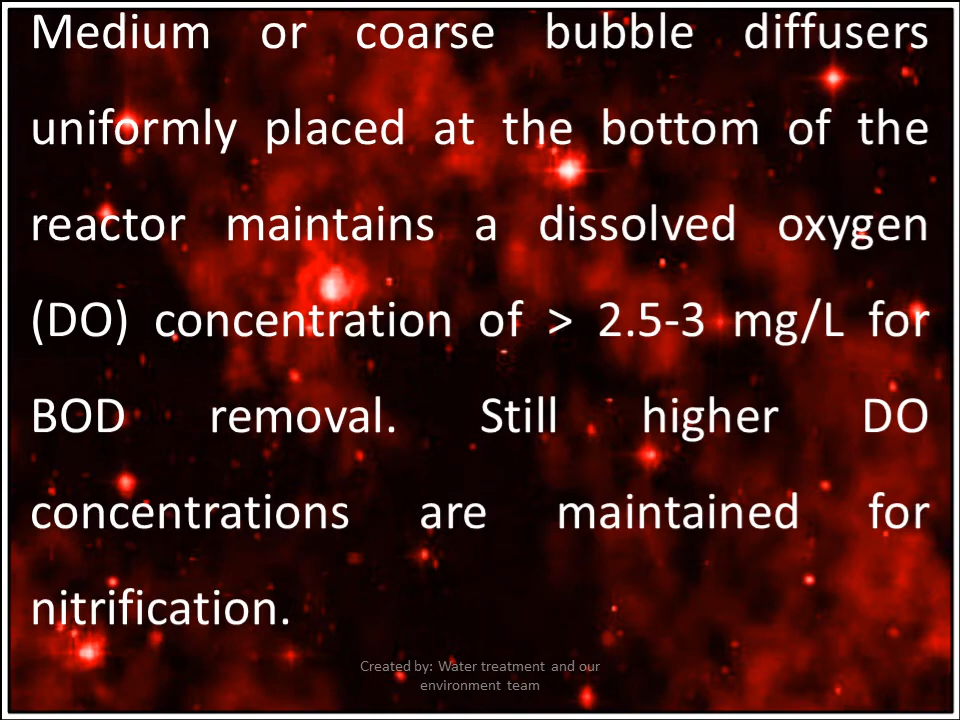 Medium or coarse bubble diffusers
uniformly placed at the bottom of the
reactor maintains a dissolved oxygen
(DO) concentration of > 2.5-3 mg/L for
BOD removal. Still higher DO
concentrations are maintained for
nitrification.
Created by: Water treatment and our
environment team